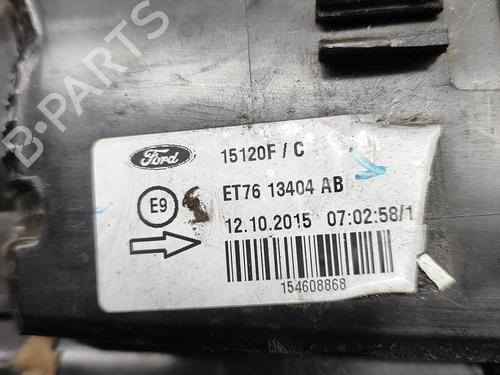 B-PARTS
Ford
15120F / C
ET76 13404 AB
E9
12.10.2015 07:02:58/1
154608868